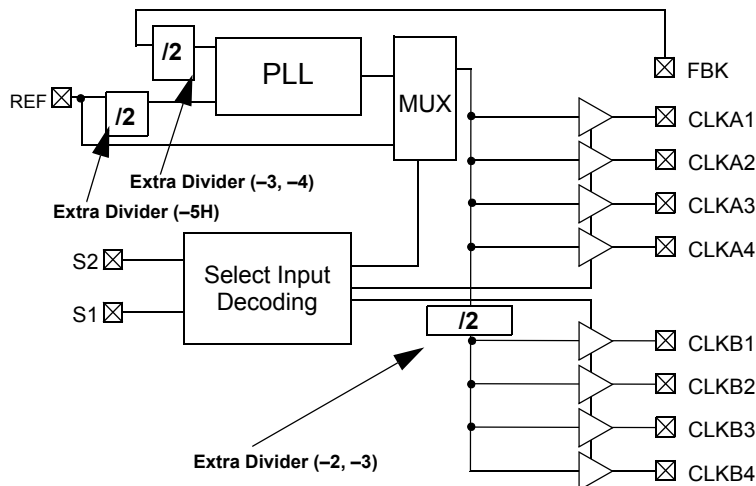 /2
PLL
MUX
FBK
REF
/2
CLKA1
CLKA2
CLKA3
CLKA4
Extra Divider (–3, –4)
Extra Divider (–5H)
S2
S1
Select Input
Decoding
/2
CLKB1
CLKB2
CLKB3
CLKB4
Extra Divider (–2, –3)